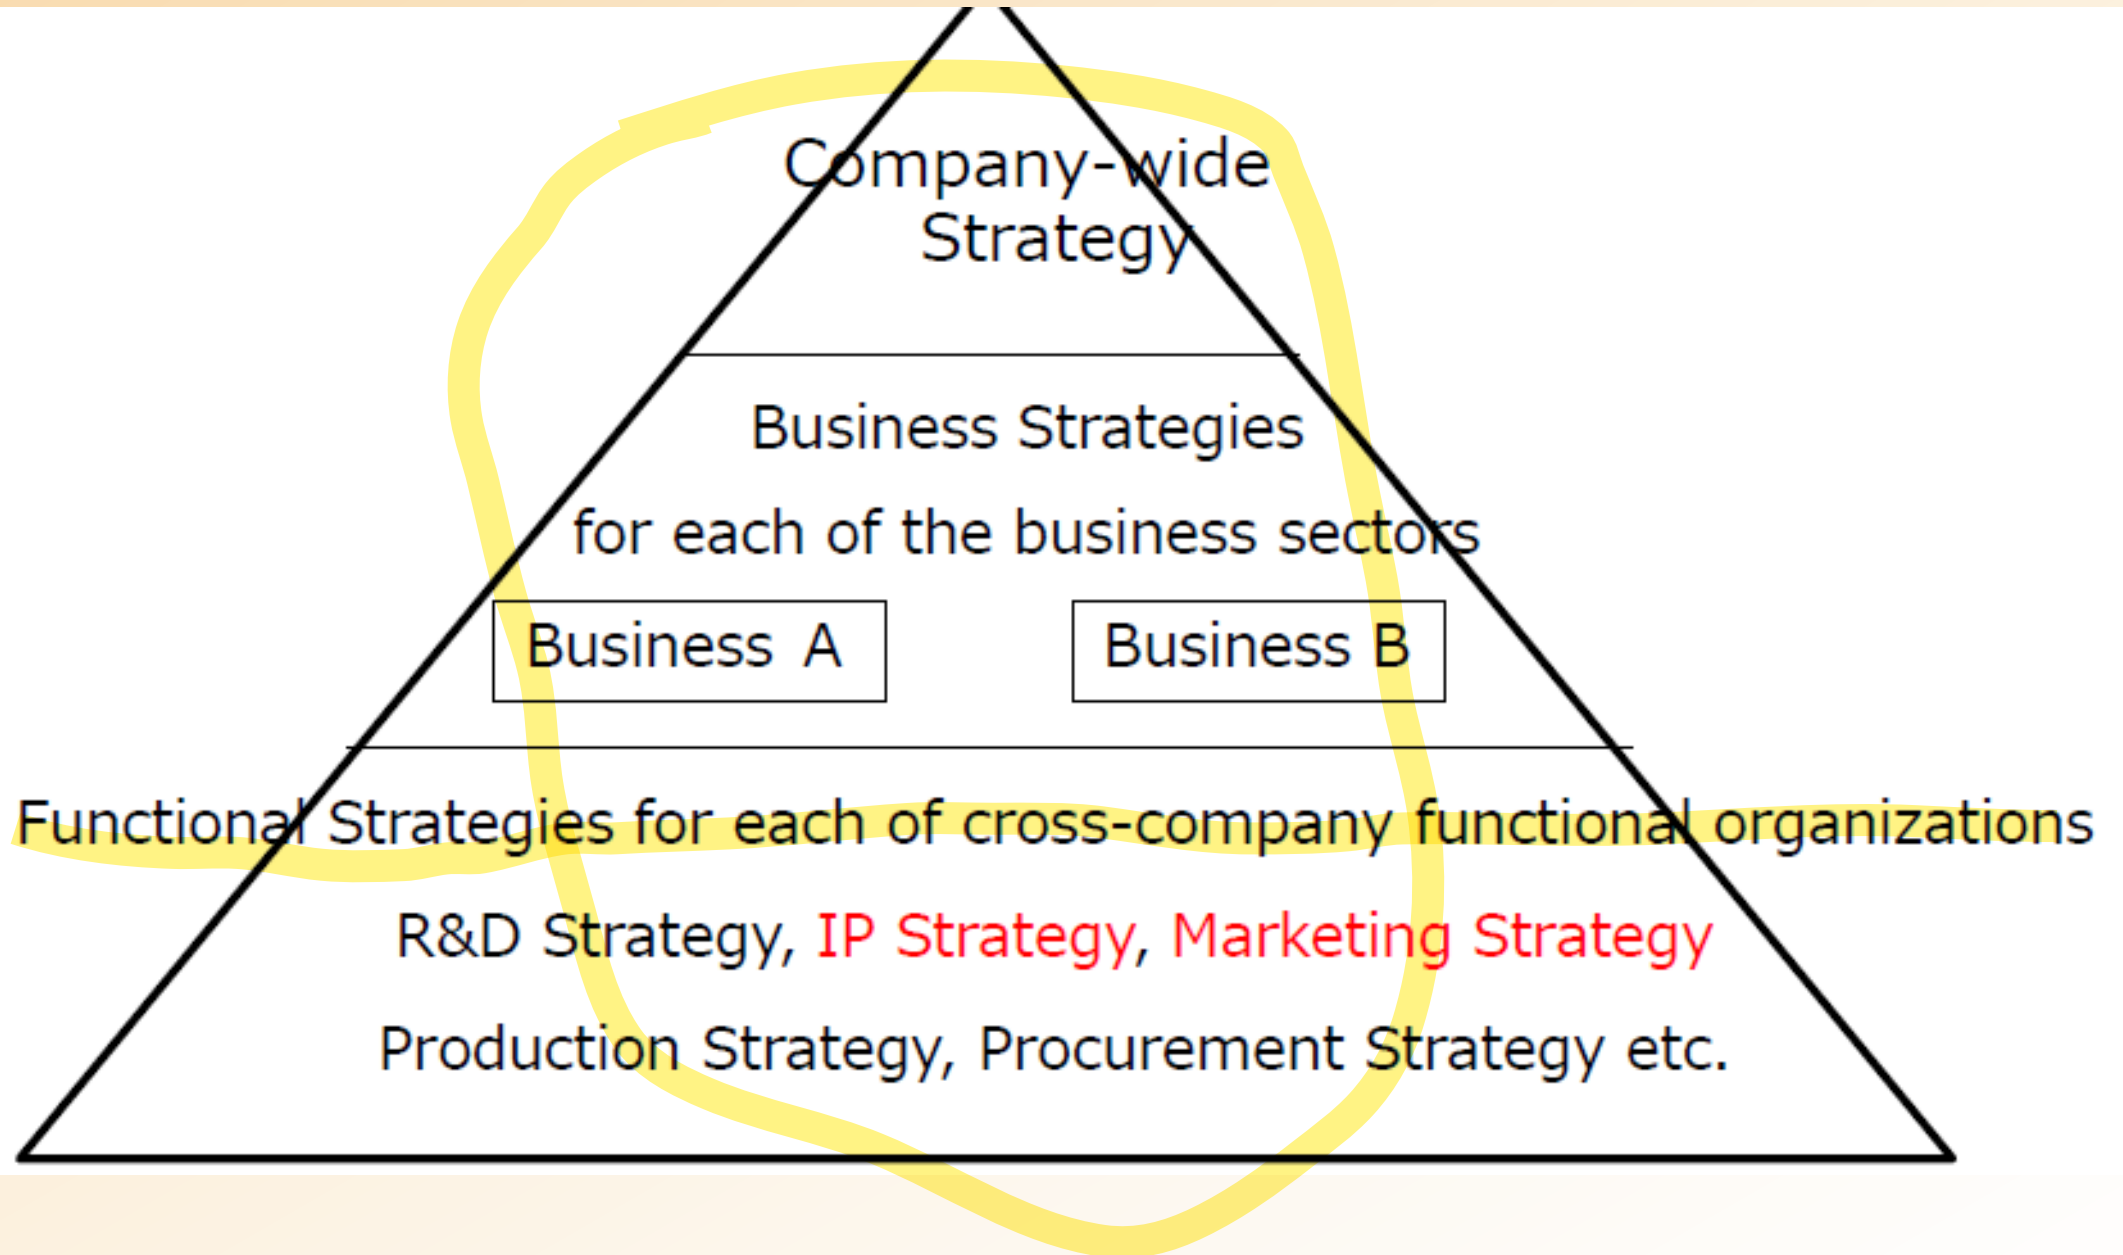 Company-wide
Strategy
Business Strategies
for each of the business sectors
Business A
Business B
Functional Strategies for each of cross-company functional organizations
R&D Strategy, IP Strategy, Marketing Strategy
Production Strategy, Procurement Strategy etc.